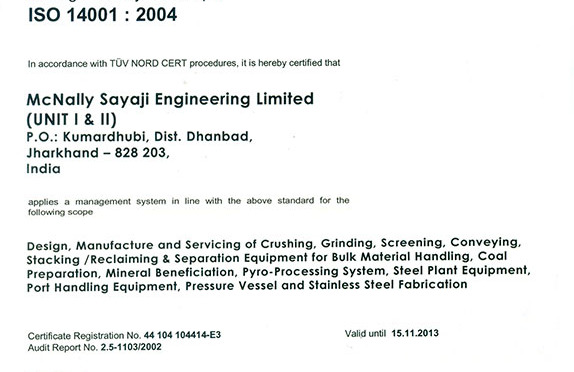 ISO 14001 : 2004
In accordance with TÜV NORD CERT procedures, it is hereby certified that
McNally Sayaji Engineering Limited
(UNIT I & II)
P.O.: Kumardhubi, Dist. Dhanbad,
Jharkhand – 828 203,
India
applies a management system in line with the above standard for the
following scope
Design, Manufacture and Servicing of Crushing, Grinding, Screening, Conveying,
Stacking /Reclaiming & Separation Equipment for Bulk Material Handling, Coal
Preparation, Mineral Beneficiation, Pyro-Processing System, Steel Plant Equipment,
Port Handling Equipment, Pressure Vessel and Stainless Steel Fabrication
Certificate Registration No. 44 104 104414-E3
Valid until 15.11.2013
Audit Report No. 2.5-1103/2002